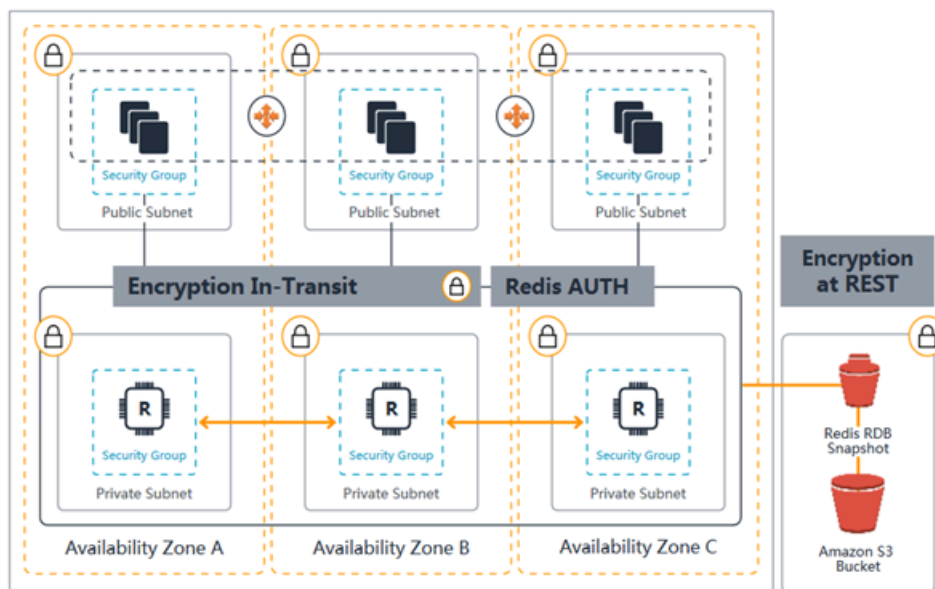 Security Group
Security Group
Security Group
Public Subnet
Public Subnet
Public Subnet
Encryption In-Transit
Redis AUTH
Encryption
at REST
R
R
R
Security Group
Security Group
Security Group
Private Subnet
Private Subnet
Private Subnet
Availability Zone A
Availability Zone B
Availability Zone C
Redis RDB
Snapshot
Amazon S3
Bucket